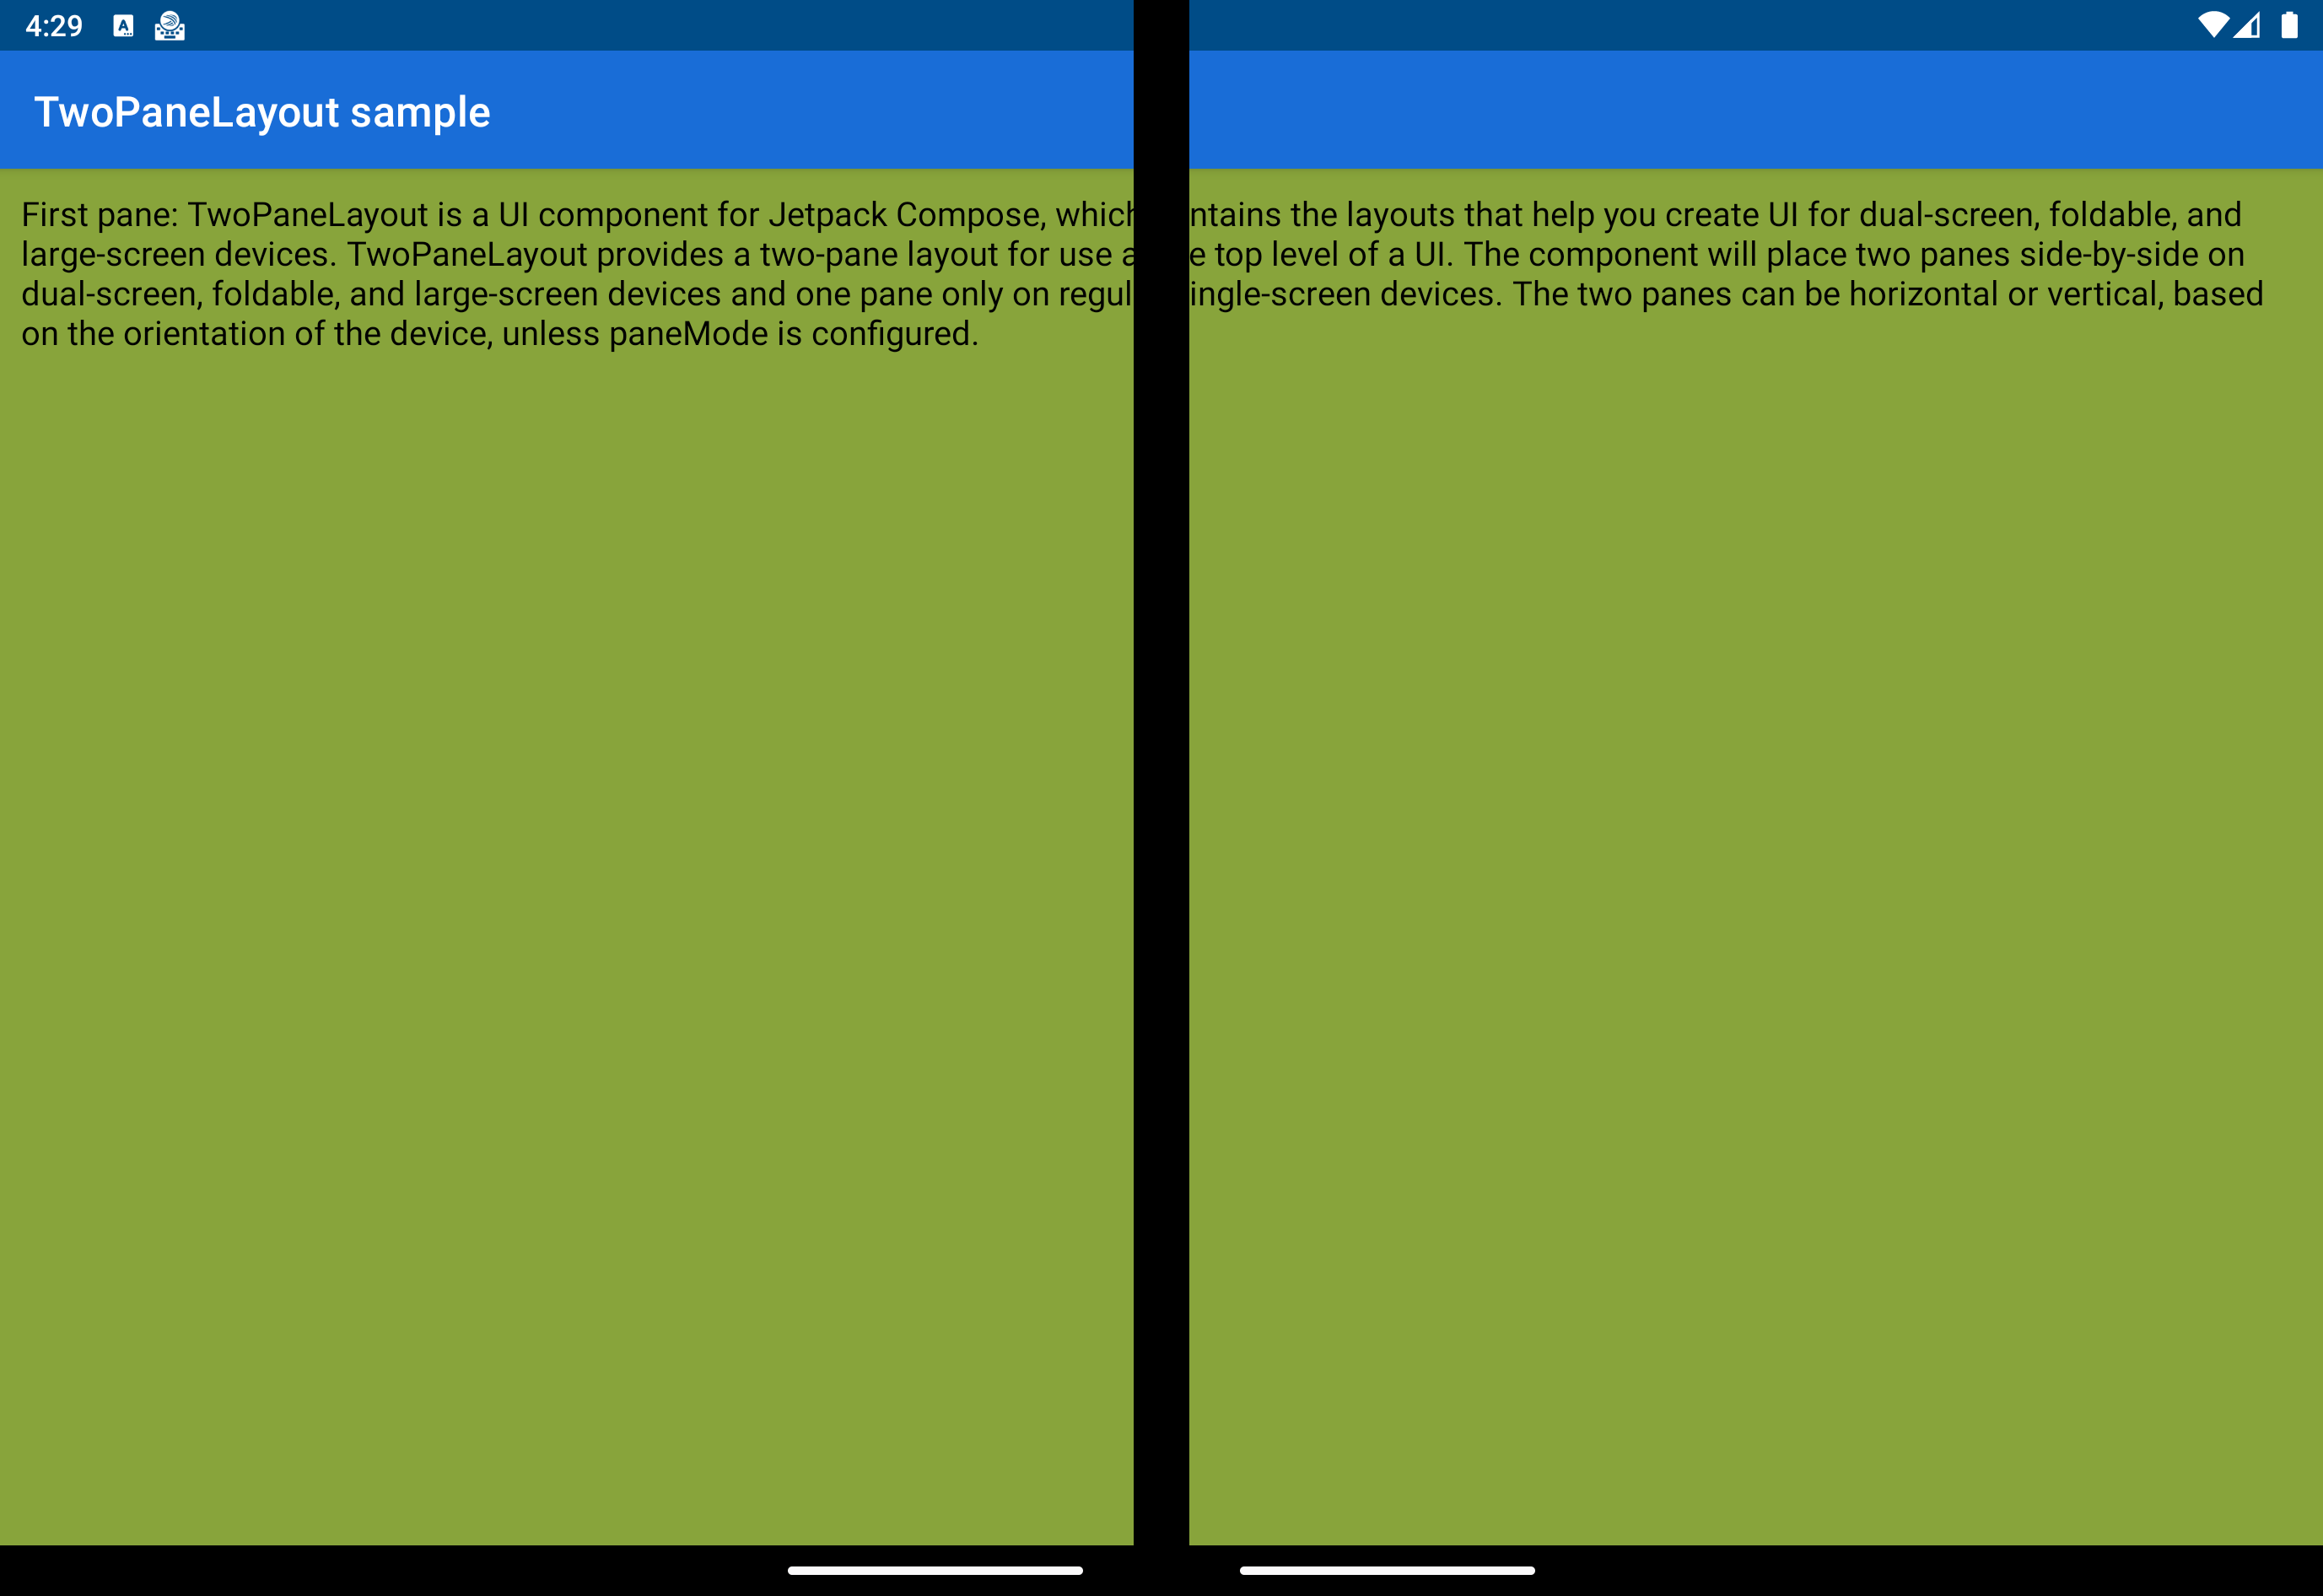 4:29
TwoPaneLayout sample
First pane: TwoPaneLayout is a UI component for Jetpack Compose, which ntains the layouts that help you create UI for dual-screen, foldable, and
large-screen devices. TwoPaneLayout provides a two-pane layout for use a e top level of a UI. The component will place two panes side-by-side on
dual-screen, foldable, and large-screen devices and one pane only on regul ingle-screen devices. The two panes can be horizontal or vertical, based
on the orientation of the device, unless paneMode is configured.